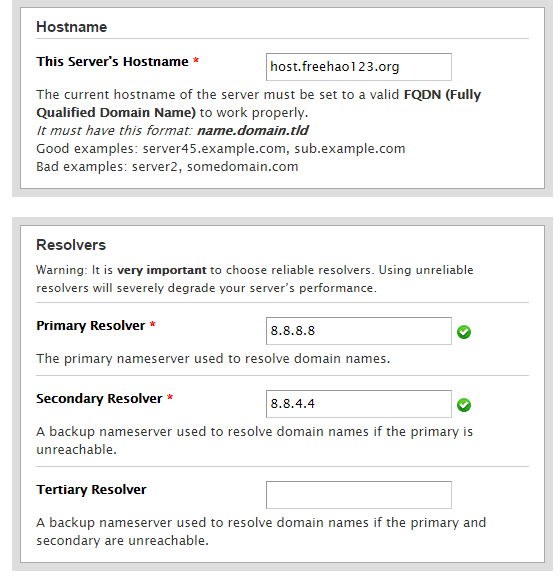 Hostname
This Server's Hostname *
host.freehao123.org
The current hostname of the server must be set to a valid FQDN (Fully
Qualified Domain Name) to work properly.
It must have this format: name.domain.tld
Good examples: server45.example.com, sub.example.com
Bad examples: server2, somedomain.com
Resolvers
Warning: It is very important to choose reliable resolvers. Using unreliable
resolvers will severely degrade your server's performance.
Primary Resolver *
8.8.8.8
The primary nameserver used to resolve domain names.
Secondary Resolver *
8.8.4.4
A backup nameserver used to resolve domain names if the primary is
unreachable.
Tertiary Resolver
A backup nameserver used to resolve domain names if the primary and
secondary are unreachable.